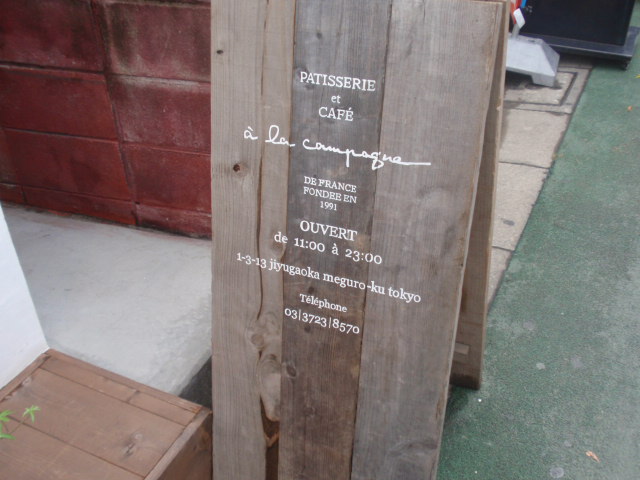 PATISSERIE
et
CAFÉ
à la campagne
DE FRANCE
FONDEE EN
1991
OUVERT
de 11:00 à 23:00
1-3-13 jiyugaoka meguro-ku tokyo
Téléphone
03|3723|8570